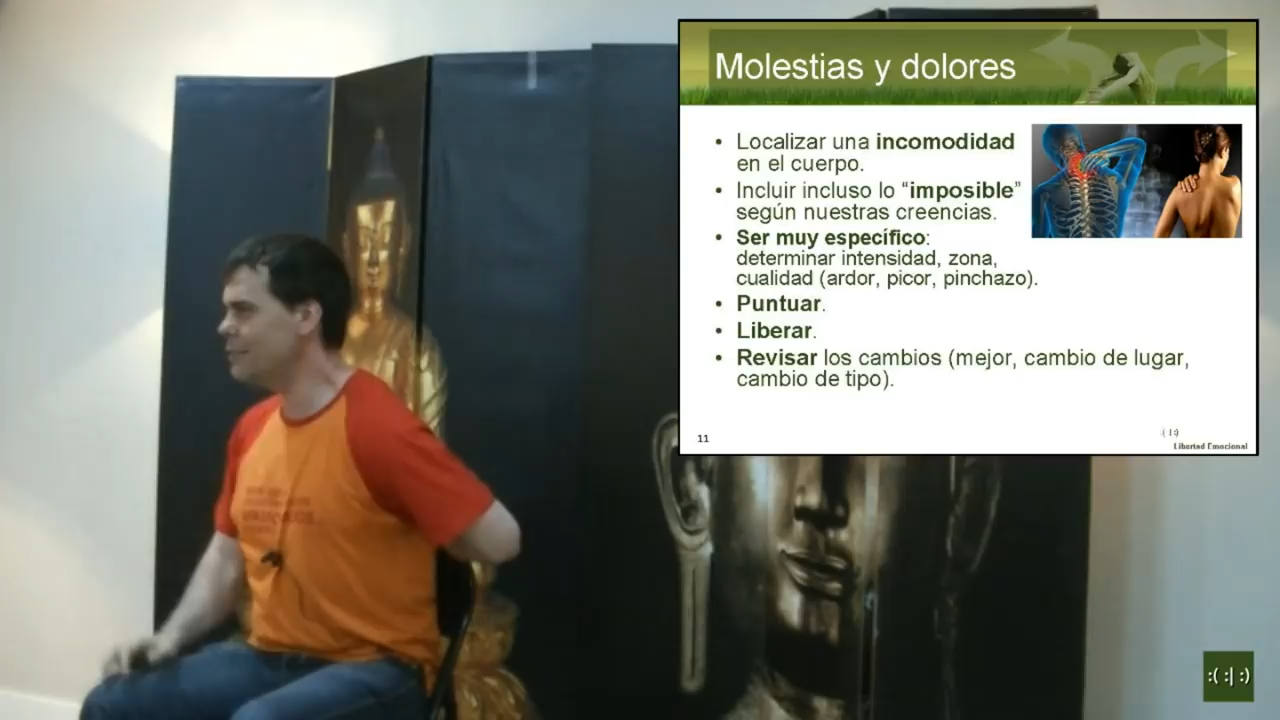 Molestias y dolores
• Localizar una incomodidad
en el cuerpo.
• Incluir incluso lo “imposible”
según nuestras creencias.
• Ser muy específico:
determinar intensidad, zona,
cualidad (ardor, picor, pinchazo).
• Puntuar.
• Liberar.
• Revisar los cambios (mejor, cambio de lugar,
cambio de tipo).
11
:( :| :)
Libertad Emocional
:( :| :)